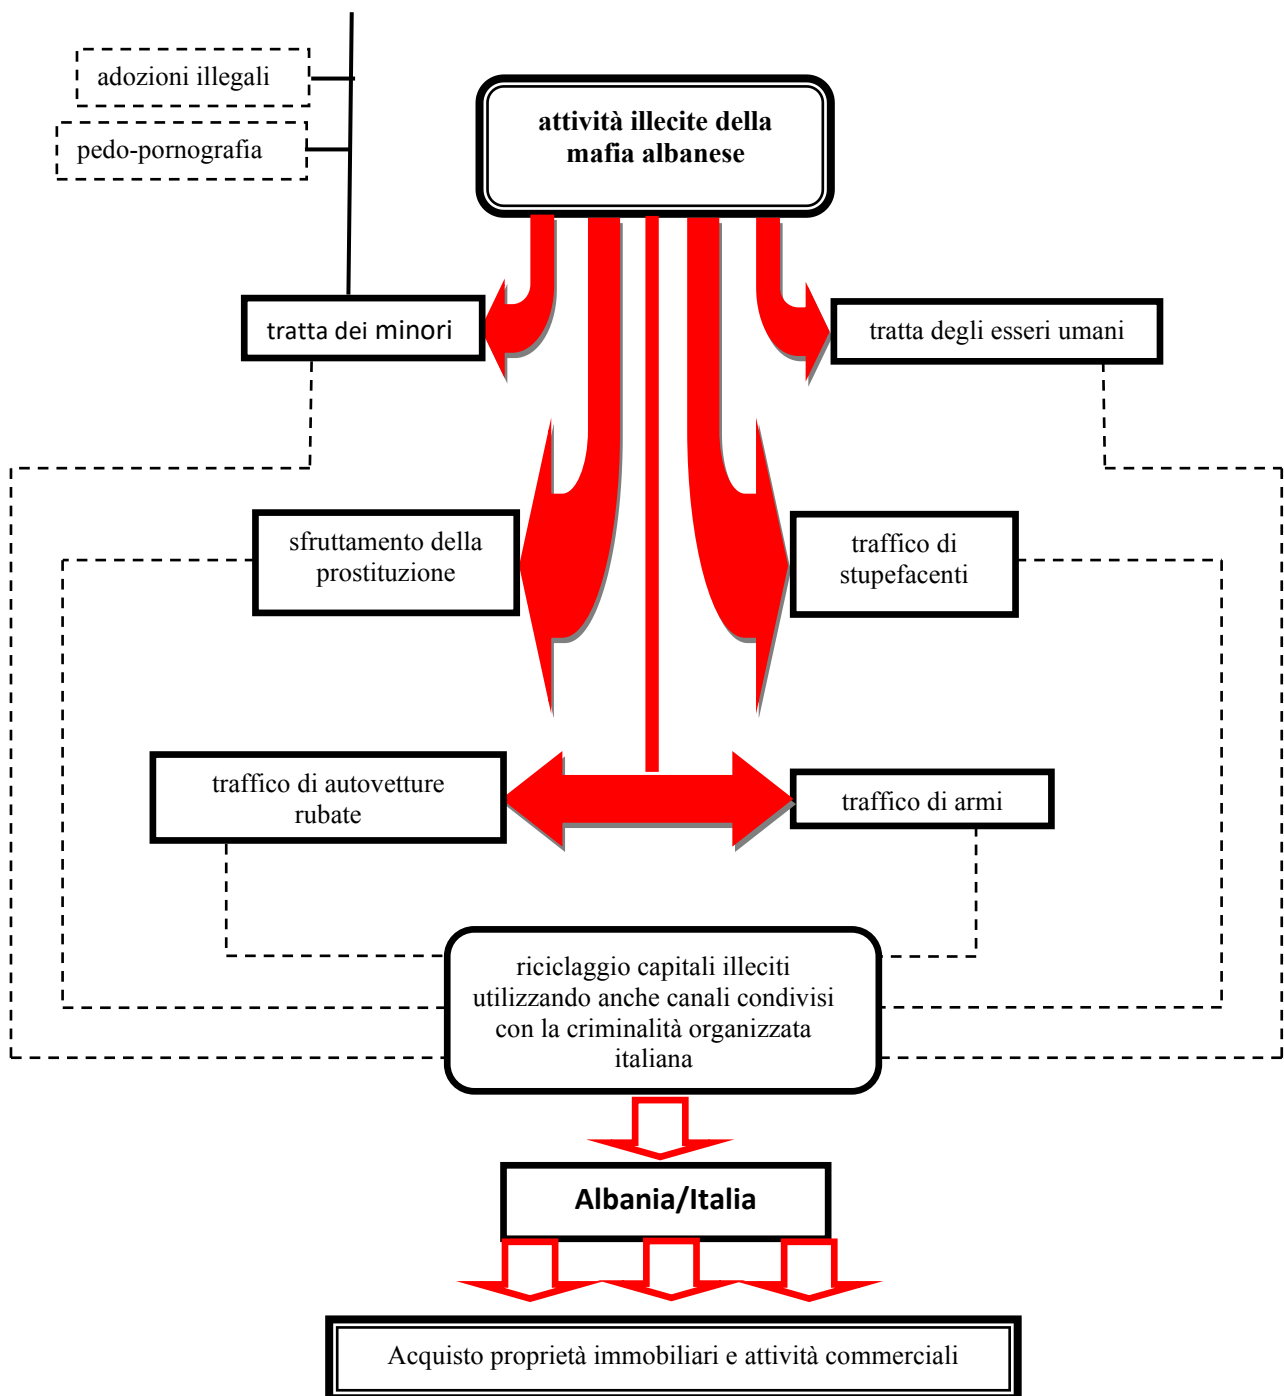 adozioni illegali
pedo-pornografia
attività illecite della
mafia albanese
tratta dei minori
tratta degli esseri umani
sfruttamento della
prostituzione
traffico di
stupefacenti
traffico di autovetture
rubate
traffico di armi
riciclaggio capitali illeciti
utilizzando anche canali condivisi
con la criminalità organizzata
italiana
Albania/Italia
Acquisto proprietà immobiliari e attività commerciali